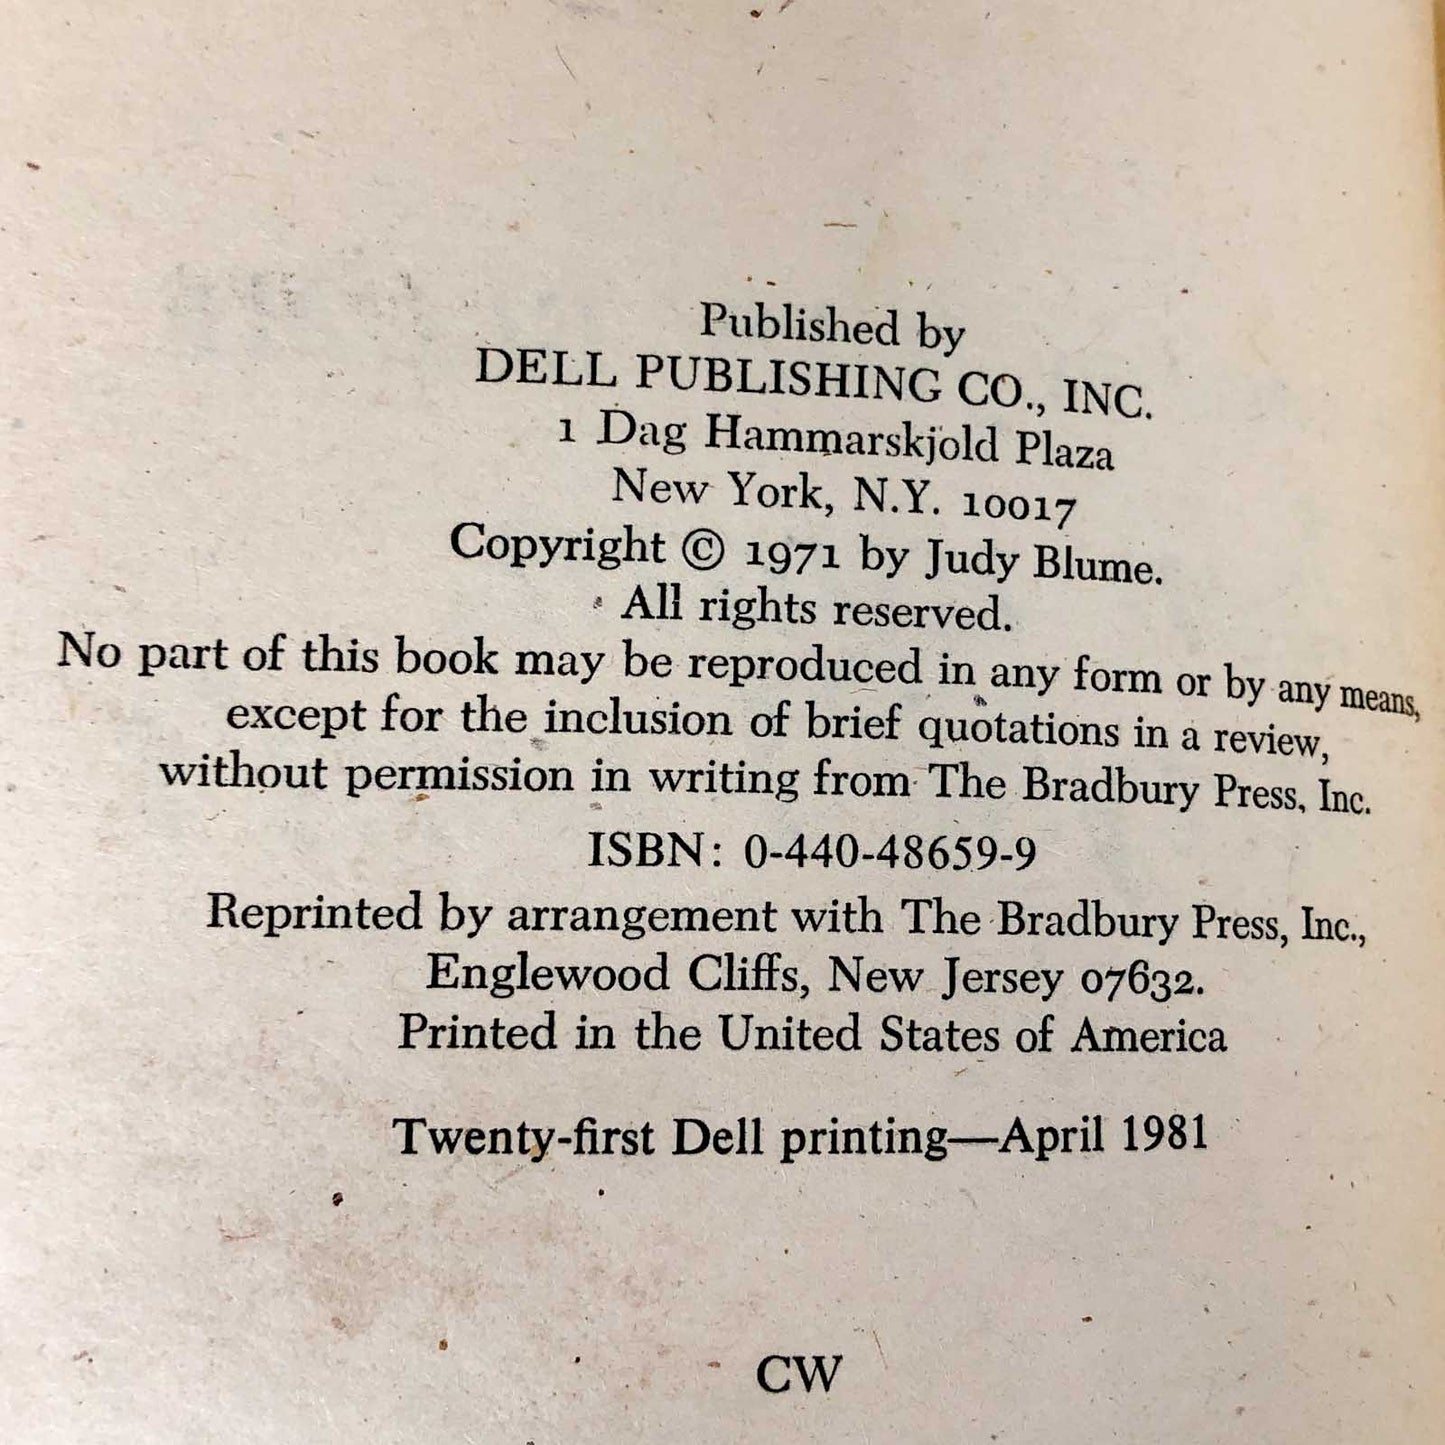 Published by
DELL PUBLISHING CO., INC.
1 Dag Hammarskjold Plaza
New York, N.Y. 10017
Copyright © 1971 by Judy Blume.
All rights reserved.
No part of this book may be reproduced in any form or by any means,
except for the inclusion of brief quotations in a review,
without permission in writing from The Bradbury Press, Inc.
ISBN: 0-440-48659-9
Reprinted by arrangement with The Bradbury Press, Inc.,
Englewood Cliffs, New Jersey 07632.
Printed in the United States of America
Twenty-first Dell printing—April 1981
CW